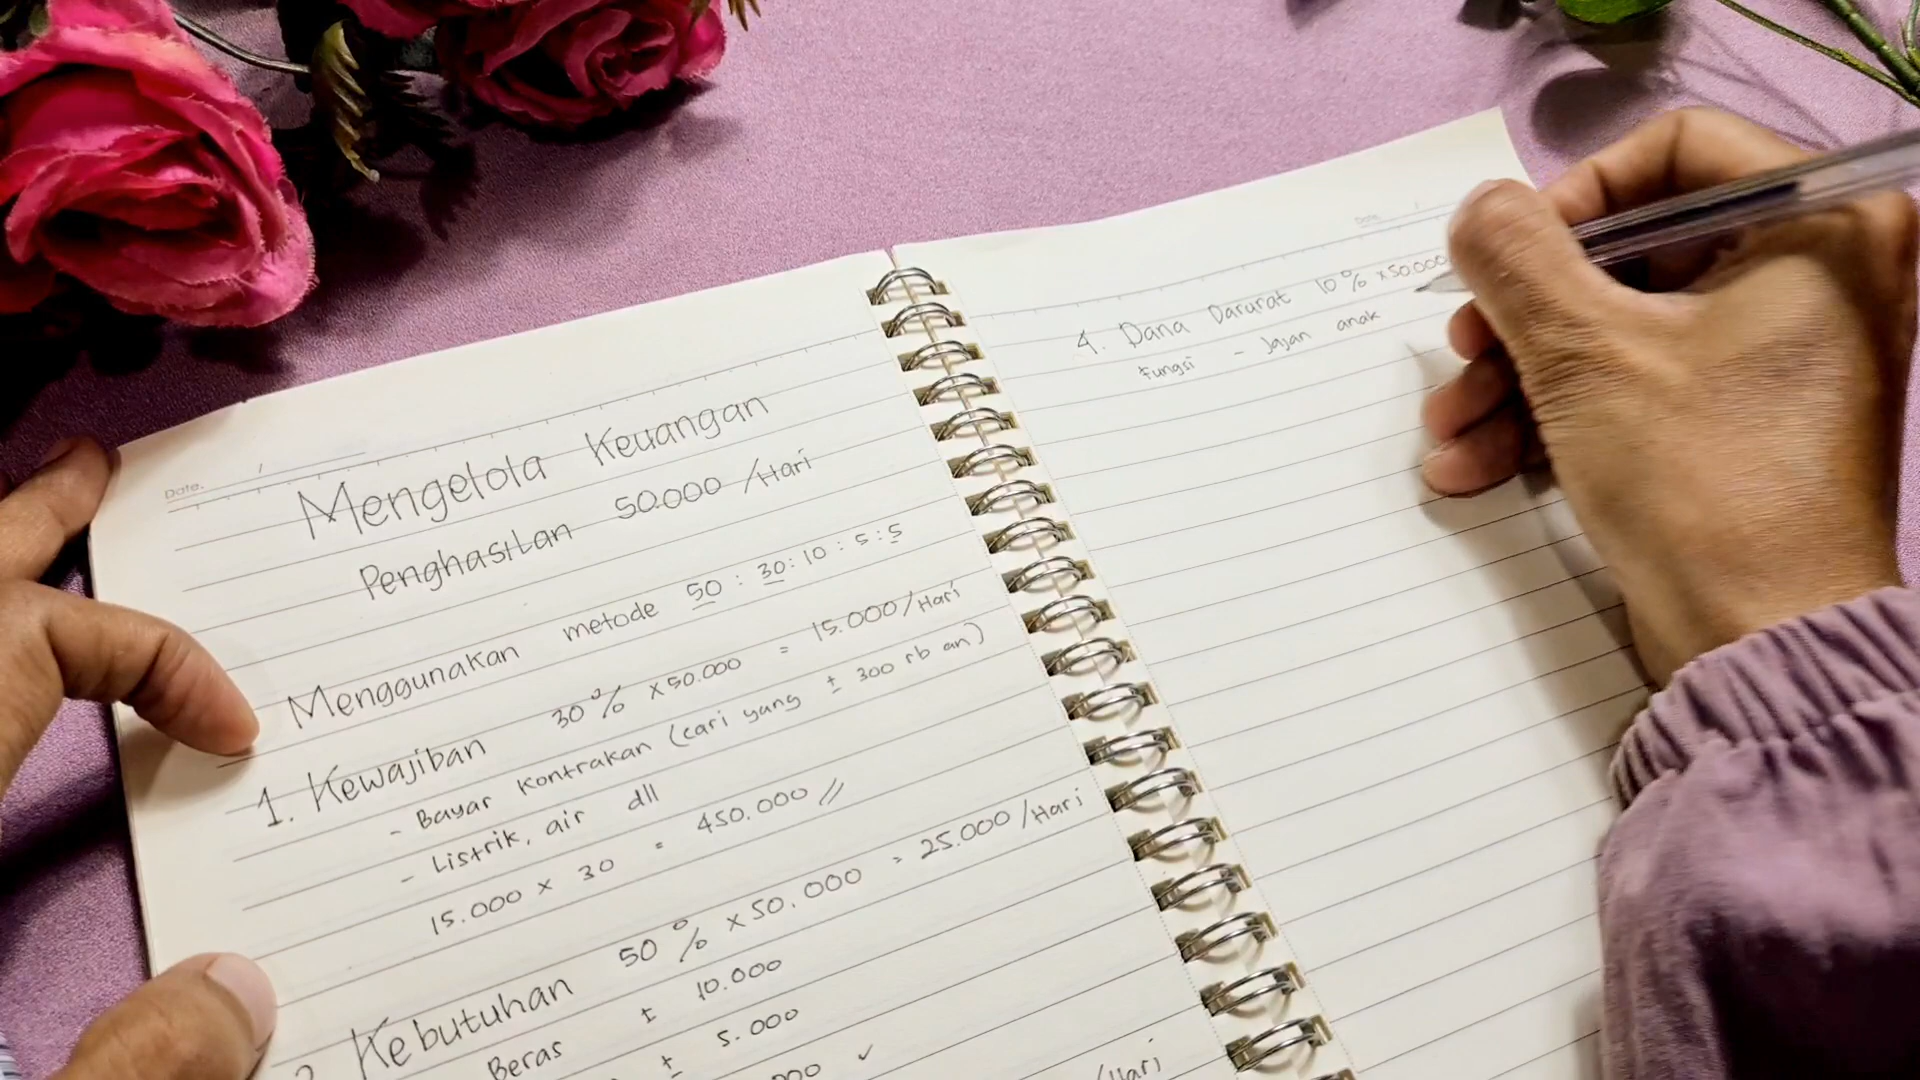 Date.
Mengelola Keuangan
Penghasilan 50.000 /Hari
Menggunakan metode 50 : 30 : 10 : 5 : 5
1. Kewajiban 30% x 50.000 = 15.000/Hari
- Bayar Kontrakan (cari yang ± 300 rb an)
- Listrik, air dll
15.000 x 30 = 450.000 //
2. Kebutuhan 50% x 50.000 = 25.000 /Hari
Beras ± 10.000
± 5.000
000 ✓
/Hari
Date
4. Dana Dararat 10% x 50.000
Fungsi - Jajan anak